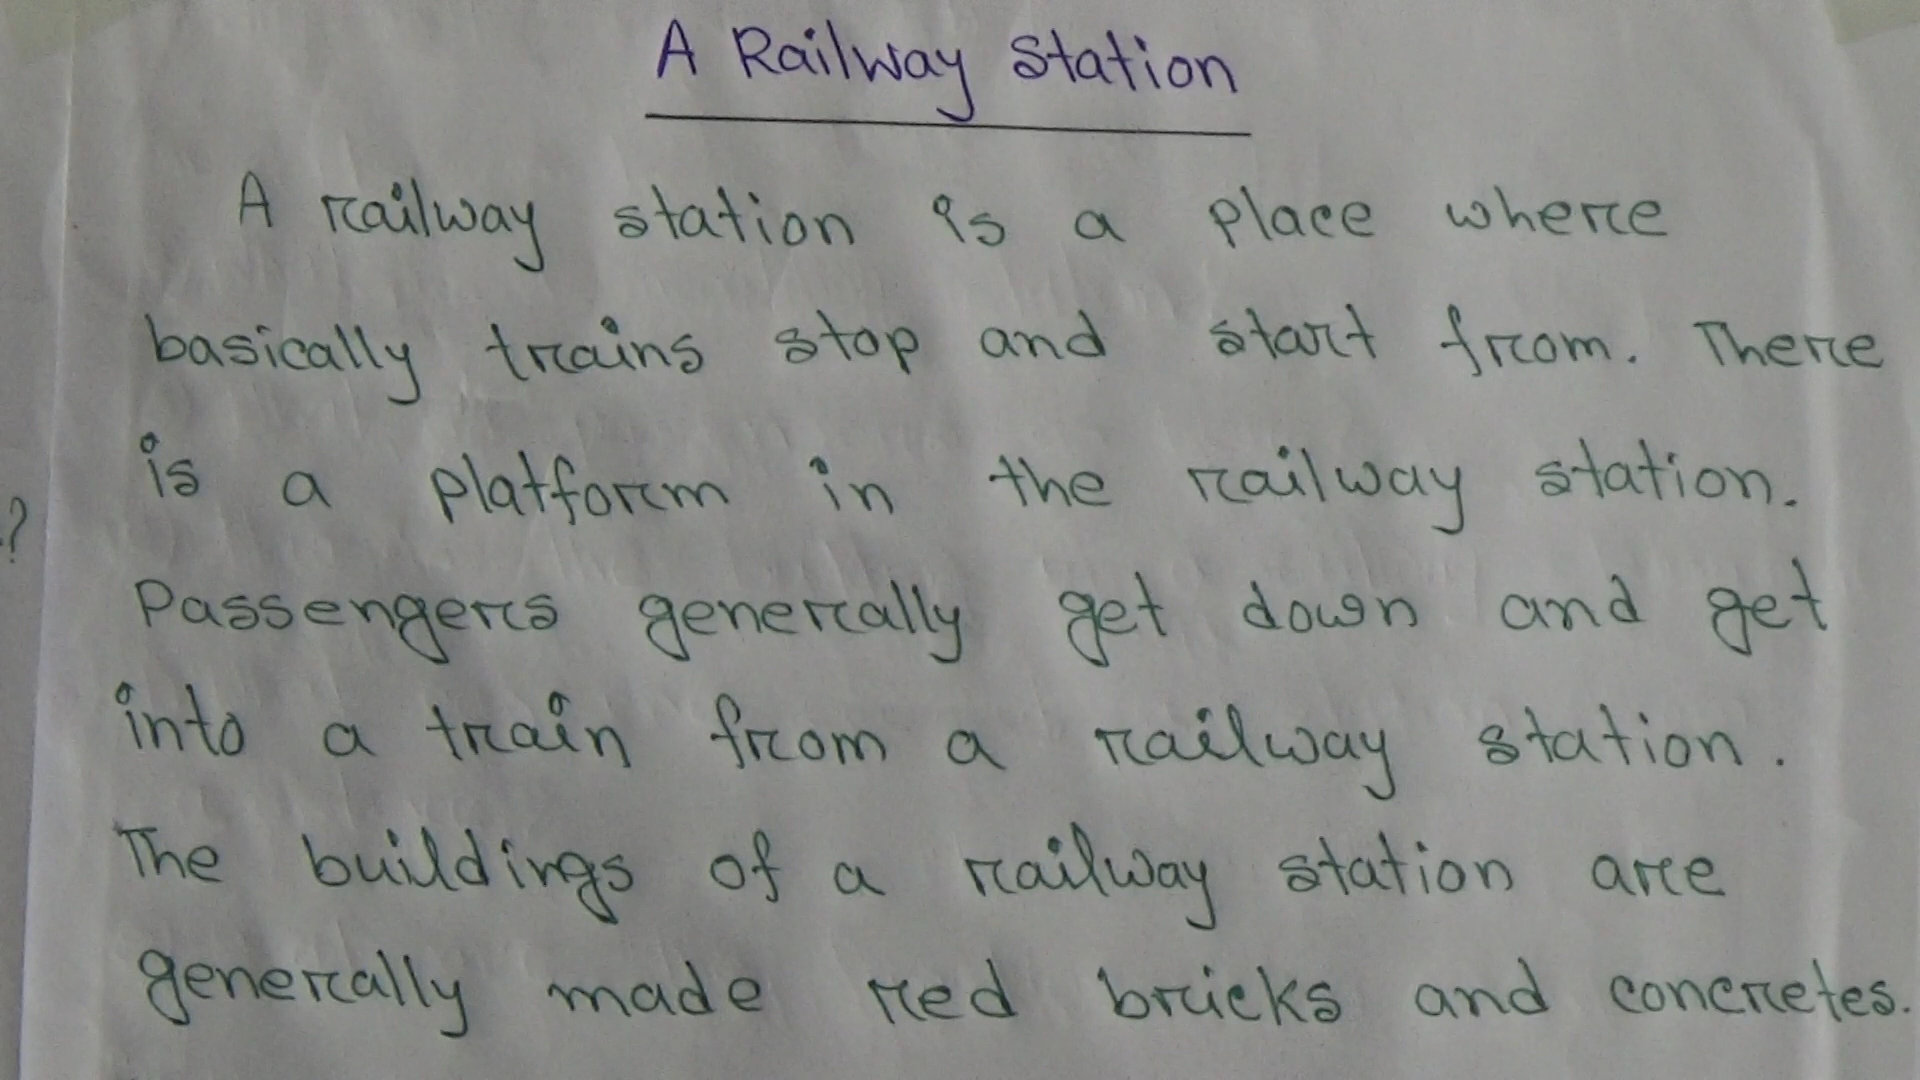 A Railway Station
A railway station is a place where
basically trains stop and start from. There
is a platform in the railway station.
?
Passengers generally get down and get
into a train from a railway station.
The buildings of a railway station are
generally made red bricks and concretes.